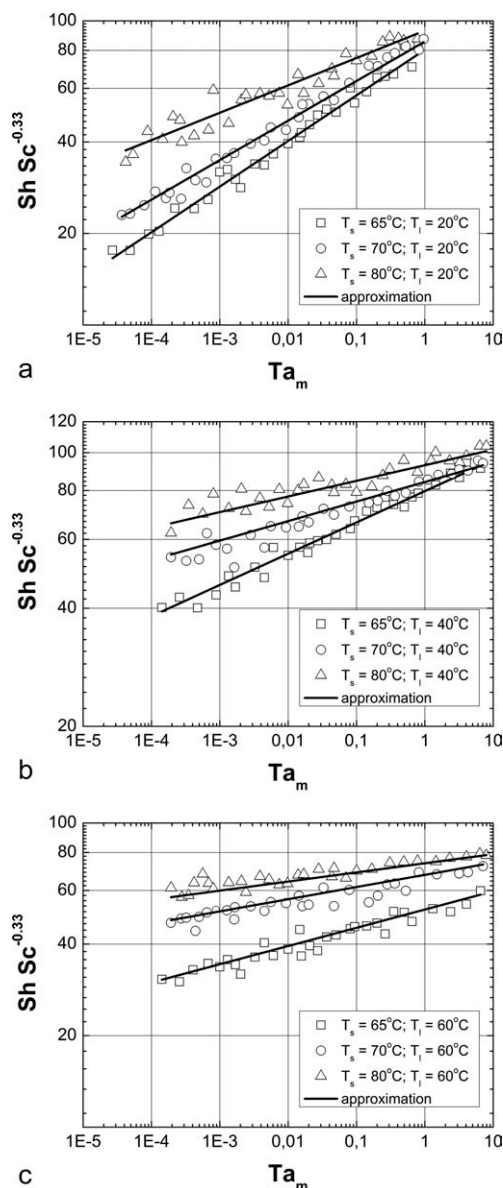 100
80
60
40
20
Sh Sc^-0.33
□ T_s = 65°C; T_l = 20°C
○ T_s = 70°C; T_l = 20°C
△ T_s = 80°C; T_l = 20°C
approximation
1E-5 1E-4 1E-3 0,01 0,1 1 10
Ta_m
a
120
100
80
60
40
20
Sh Sc^-0.33
□ T_s = 65°C; T_l = 40°C
○ T_s = 70°C; T_l = 40°C
△ T_s = 80°C; T_l = 40°C
approximation
1E-5 1E-4 1E-3 0,01 0,1 1 10
Ta_m
b
100
80
60
40
20
Sh Sc^-0.33
□ T_s = 65°C; T_l = 60°C
○ T_s = 70°C; T_l = 60°C
△ T_s = 80°C; T_l = 60°C
approximation
1E-5 1E-4 1E-3 0,01 0,1 1 10
Ta_m
c